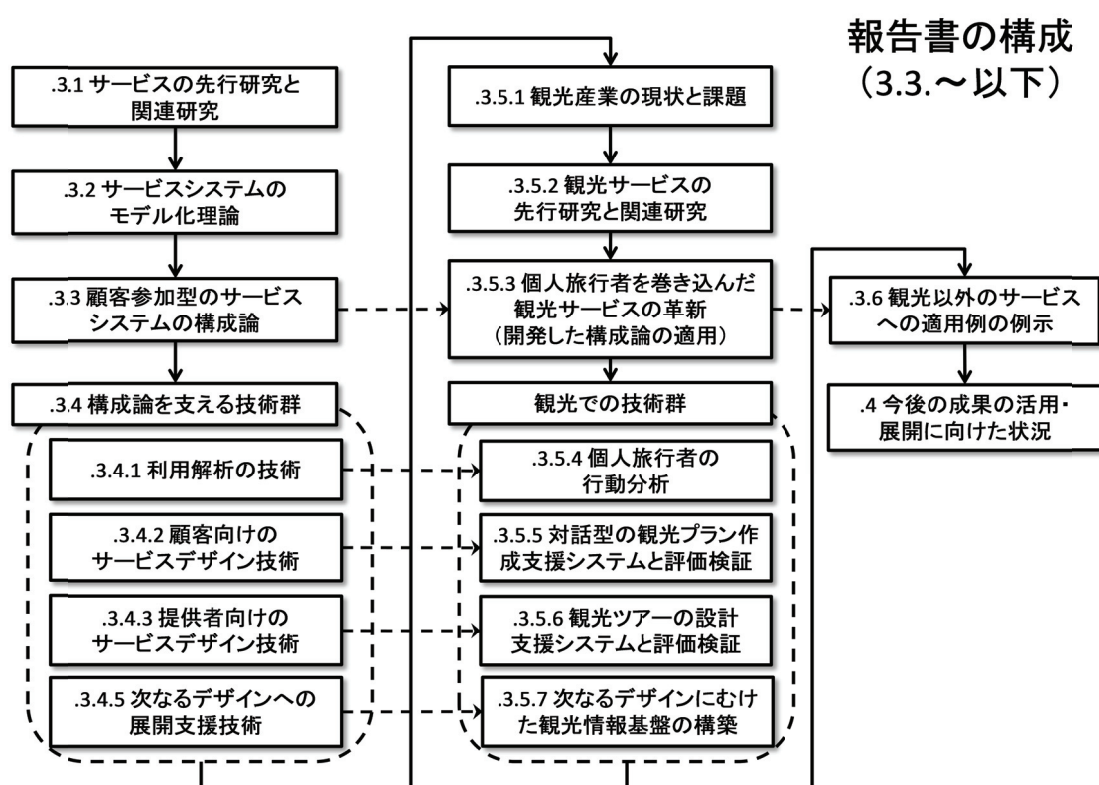 報告書の構成
(3.3.～以下)
.3.1 サービスの先行研究と
関連研究
.3.2 サービスシステムの
モデル化理論
.3.3 顧客参加型のサービス
システムの構成論
.3.4 構成論を支える技術群
.3.4.1 利用解析の技術
.3.4.2 顧客向けの
サービスデザイン技術
.3.4.3 提供者向けの
サービスデザイン技術
.3.4.5 次なるデザインへの
展開支援技術
.3.5.1 観光産業の現状と課題
.3.5.2 観光サービスの
先行研究と関連研究
.3.5.3 個人旅行者を巻き込んだ
観光サービスの革新
(開発した構成論の適用)
観光での技術群
.3.5.4 個人旅行者の
行動分析
.3.5.5 対話型の観光プラン作
成支援システムと評価検証
.3.5.6 観光ツアーの設計
支援システムと評価検証
.3.5.7 次なるデザインにむけ
た観光情報基盤の構築
.3.6 観光以外のサービス
への適用例の例示
.4 今後の成果の活用・
展開に向けた状況